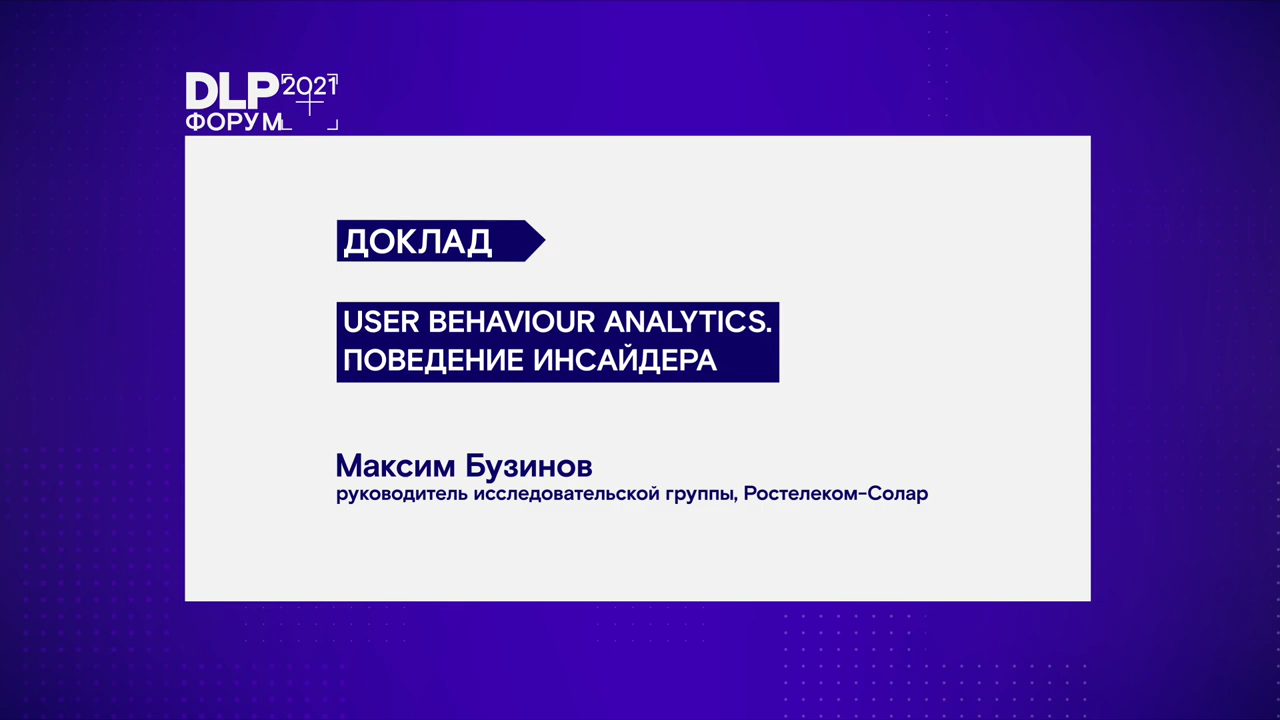 DLP 2021
ФОРУМ
ДОКЛАД
USER BEHAVIOUR ANALYTICS.
ПОВЕДЕНИЕ ИНСАЙДЕРА
Максим Бузинов
руководитель исследовательской группы, Ростелеком-Солар